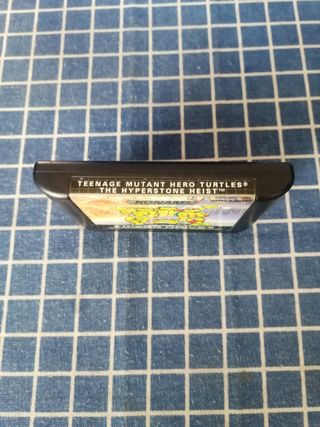 TEENAGE MUTANT HERO TURTLES®
THE HYPERSTONE HEIST™
KONAMI